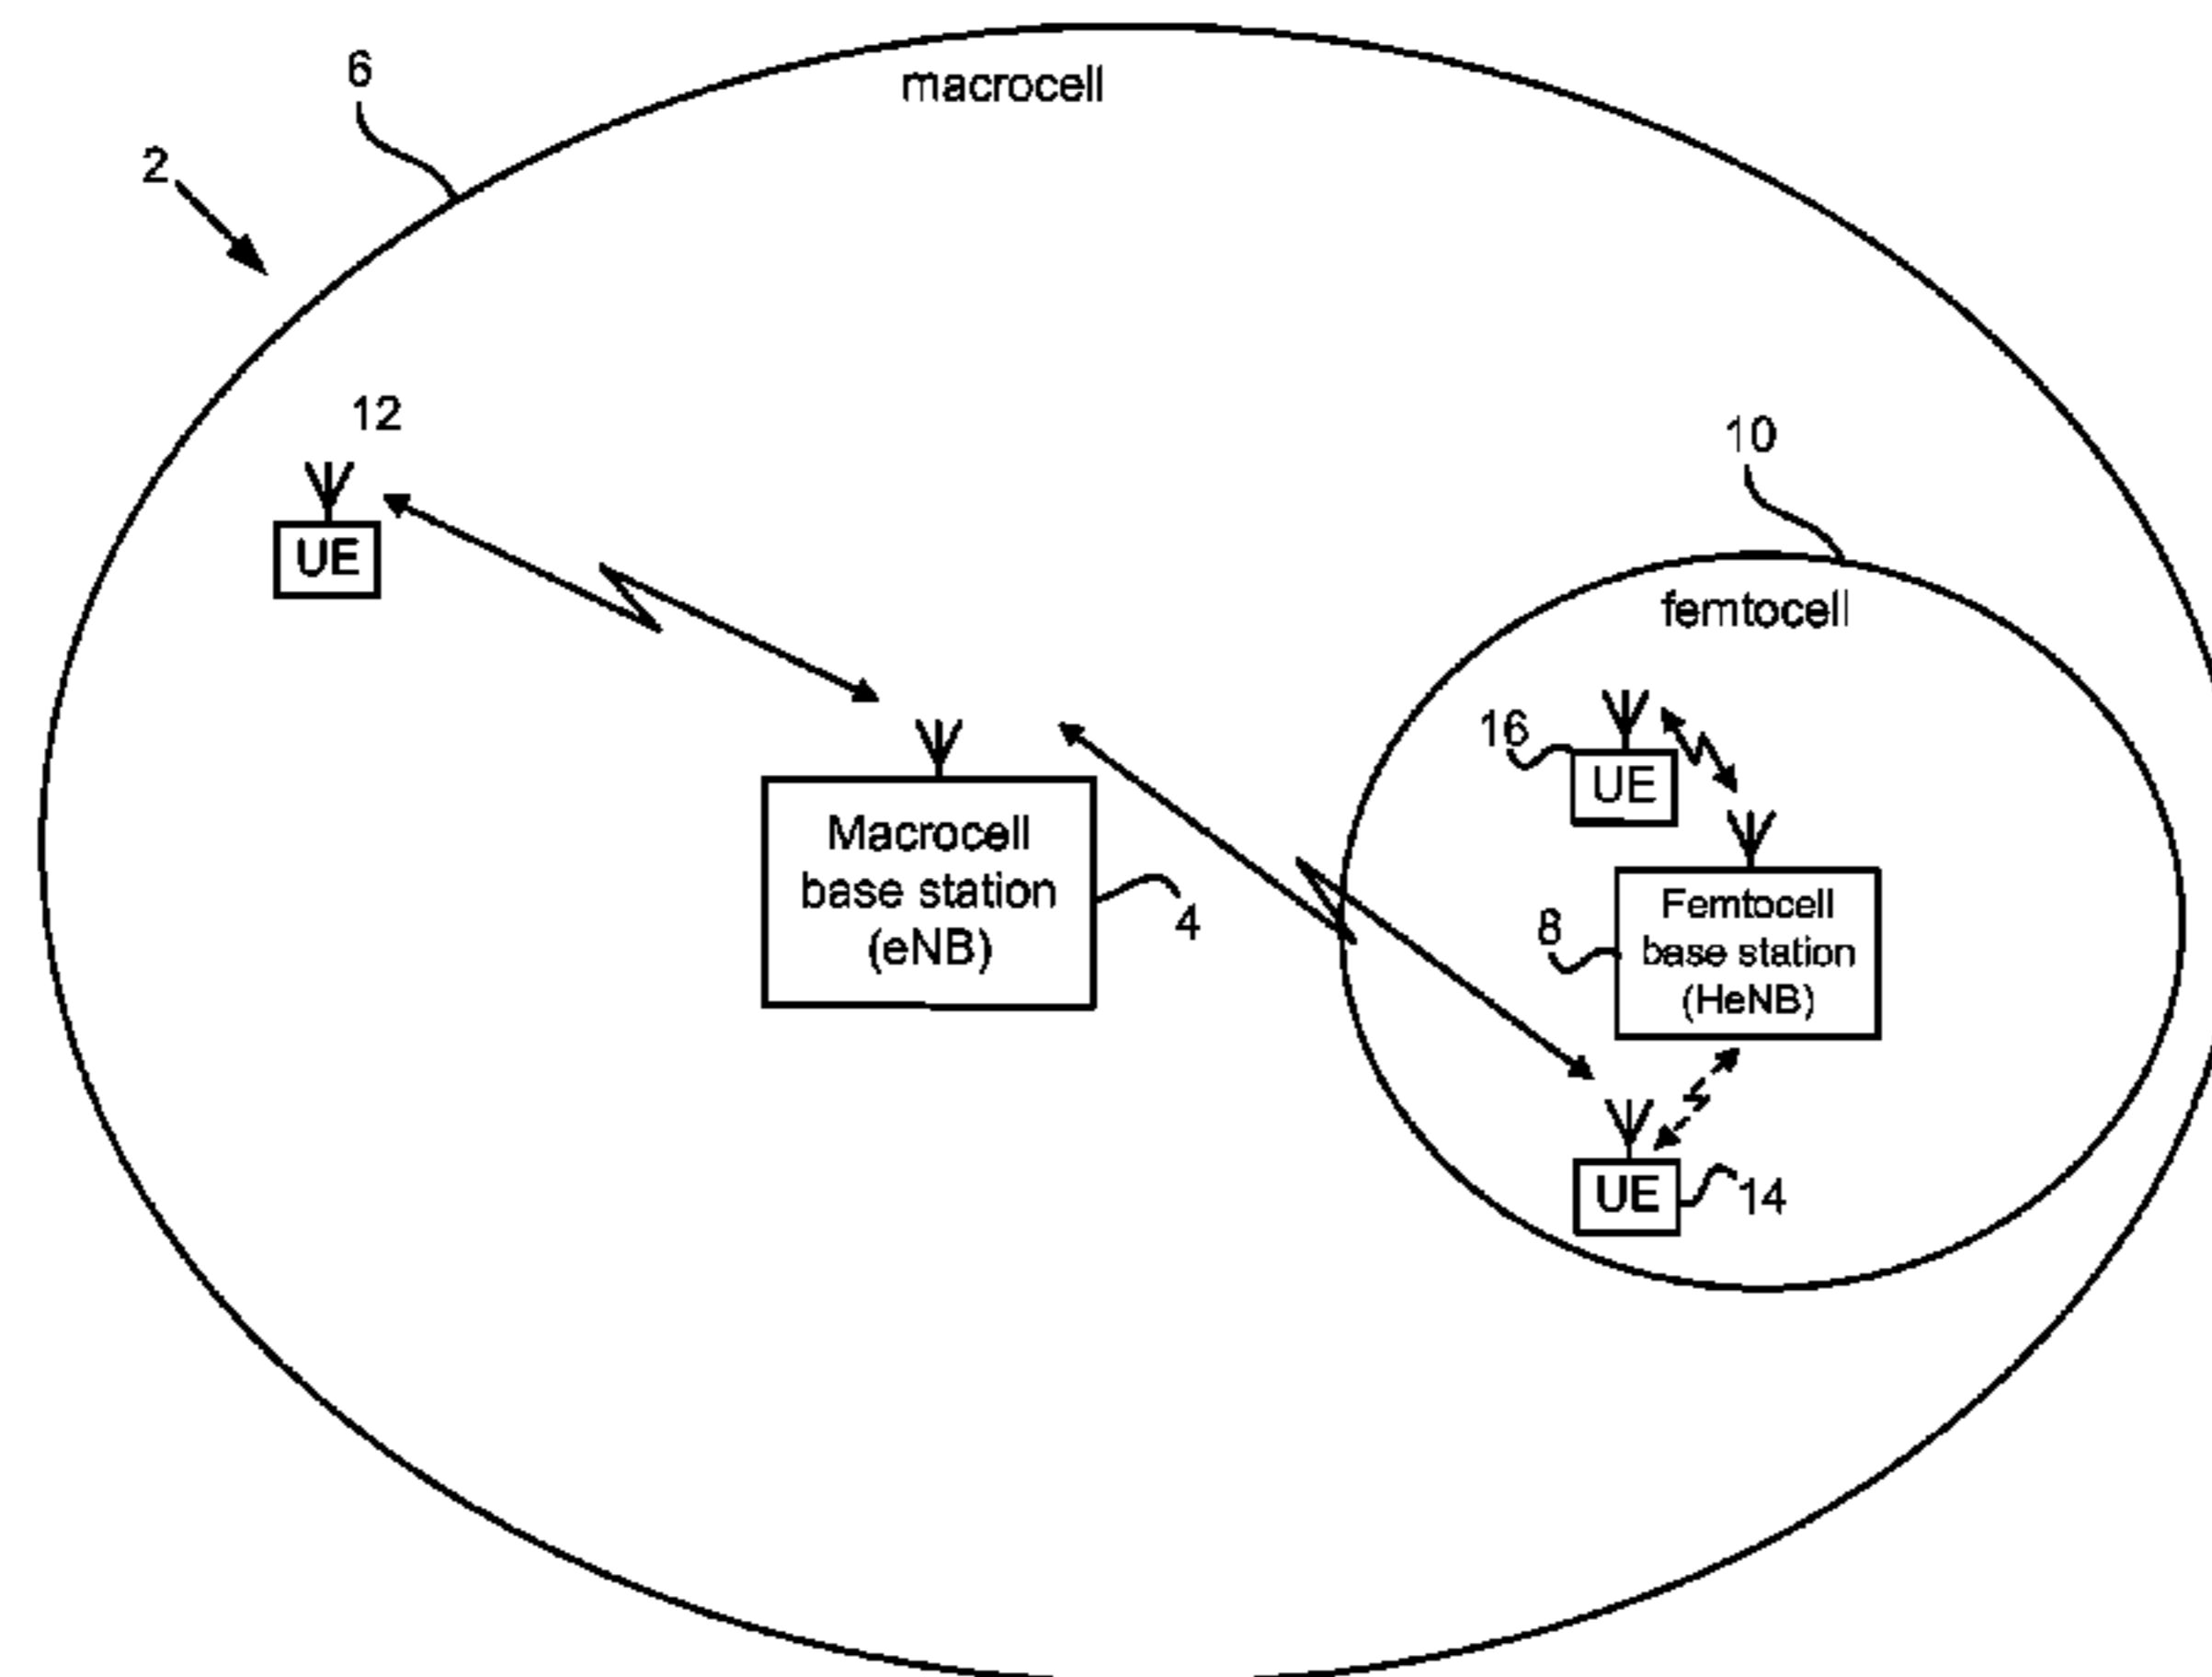 6
macrocell
2
12
10
UE
femtocell
16
UE
Macrocell
base station
(eNB)
4
8
Femtocell
base station
(HeNB)
UE
14